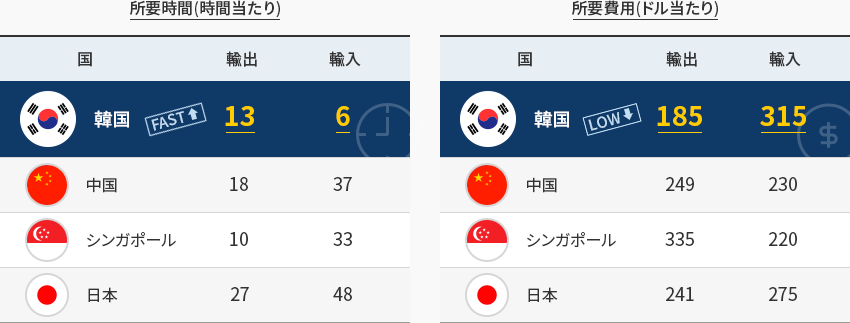 所要時間(時間当たり)
国 輸出 輸入
韓国 FAST 13 6
中国 18 37
シンガポール 10 33
日本 27 48
所要費用(ドル当たり)
国 輸出 輸入
韓国 LOW 185 315
中国 249 230
シンガポール 335 220
日本 241 275